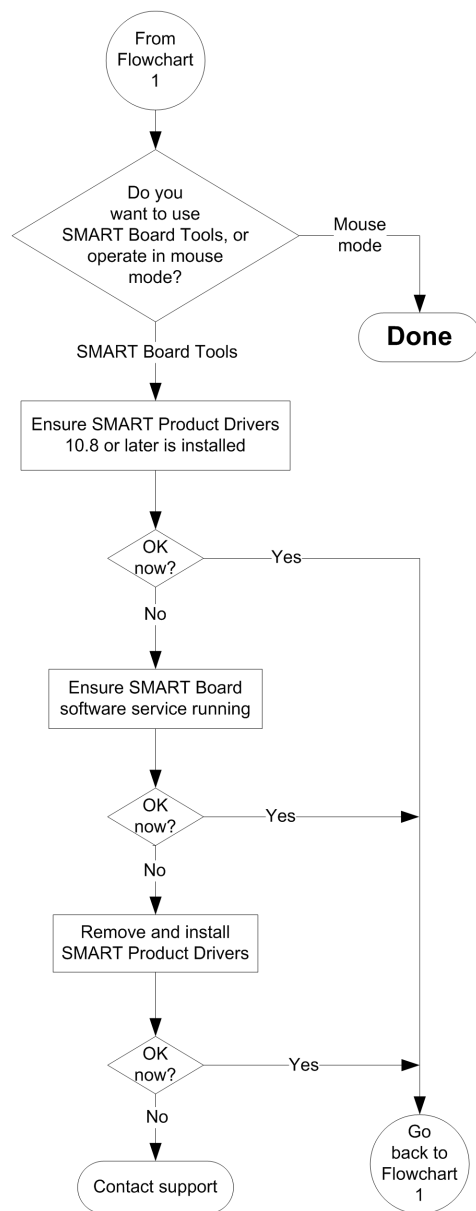 From
Flowchart
1
Do you
want to use
SMART Board Tools, or
operate in mouse
mode?
Mouse
mode
Done
SMART Board Tools
Ensure SMART Product Drivers
10.8 or later is installed
OK
now?
Yes
No
Ensure SMART Board
software service running
OK
now?
Yes
No
Remove and install
SMART Product Drivers
OK
now?
Yes
No
Contact support
Go
back to
Flowchart
1